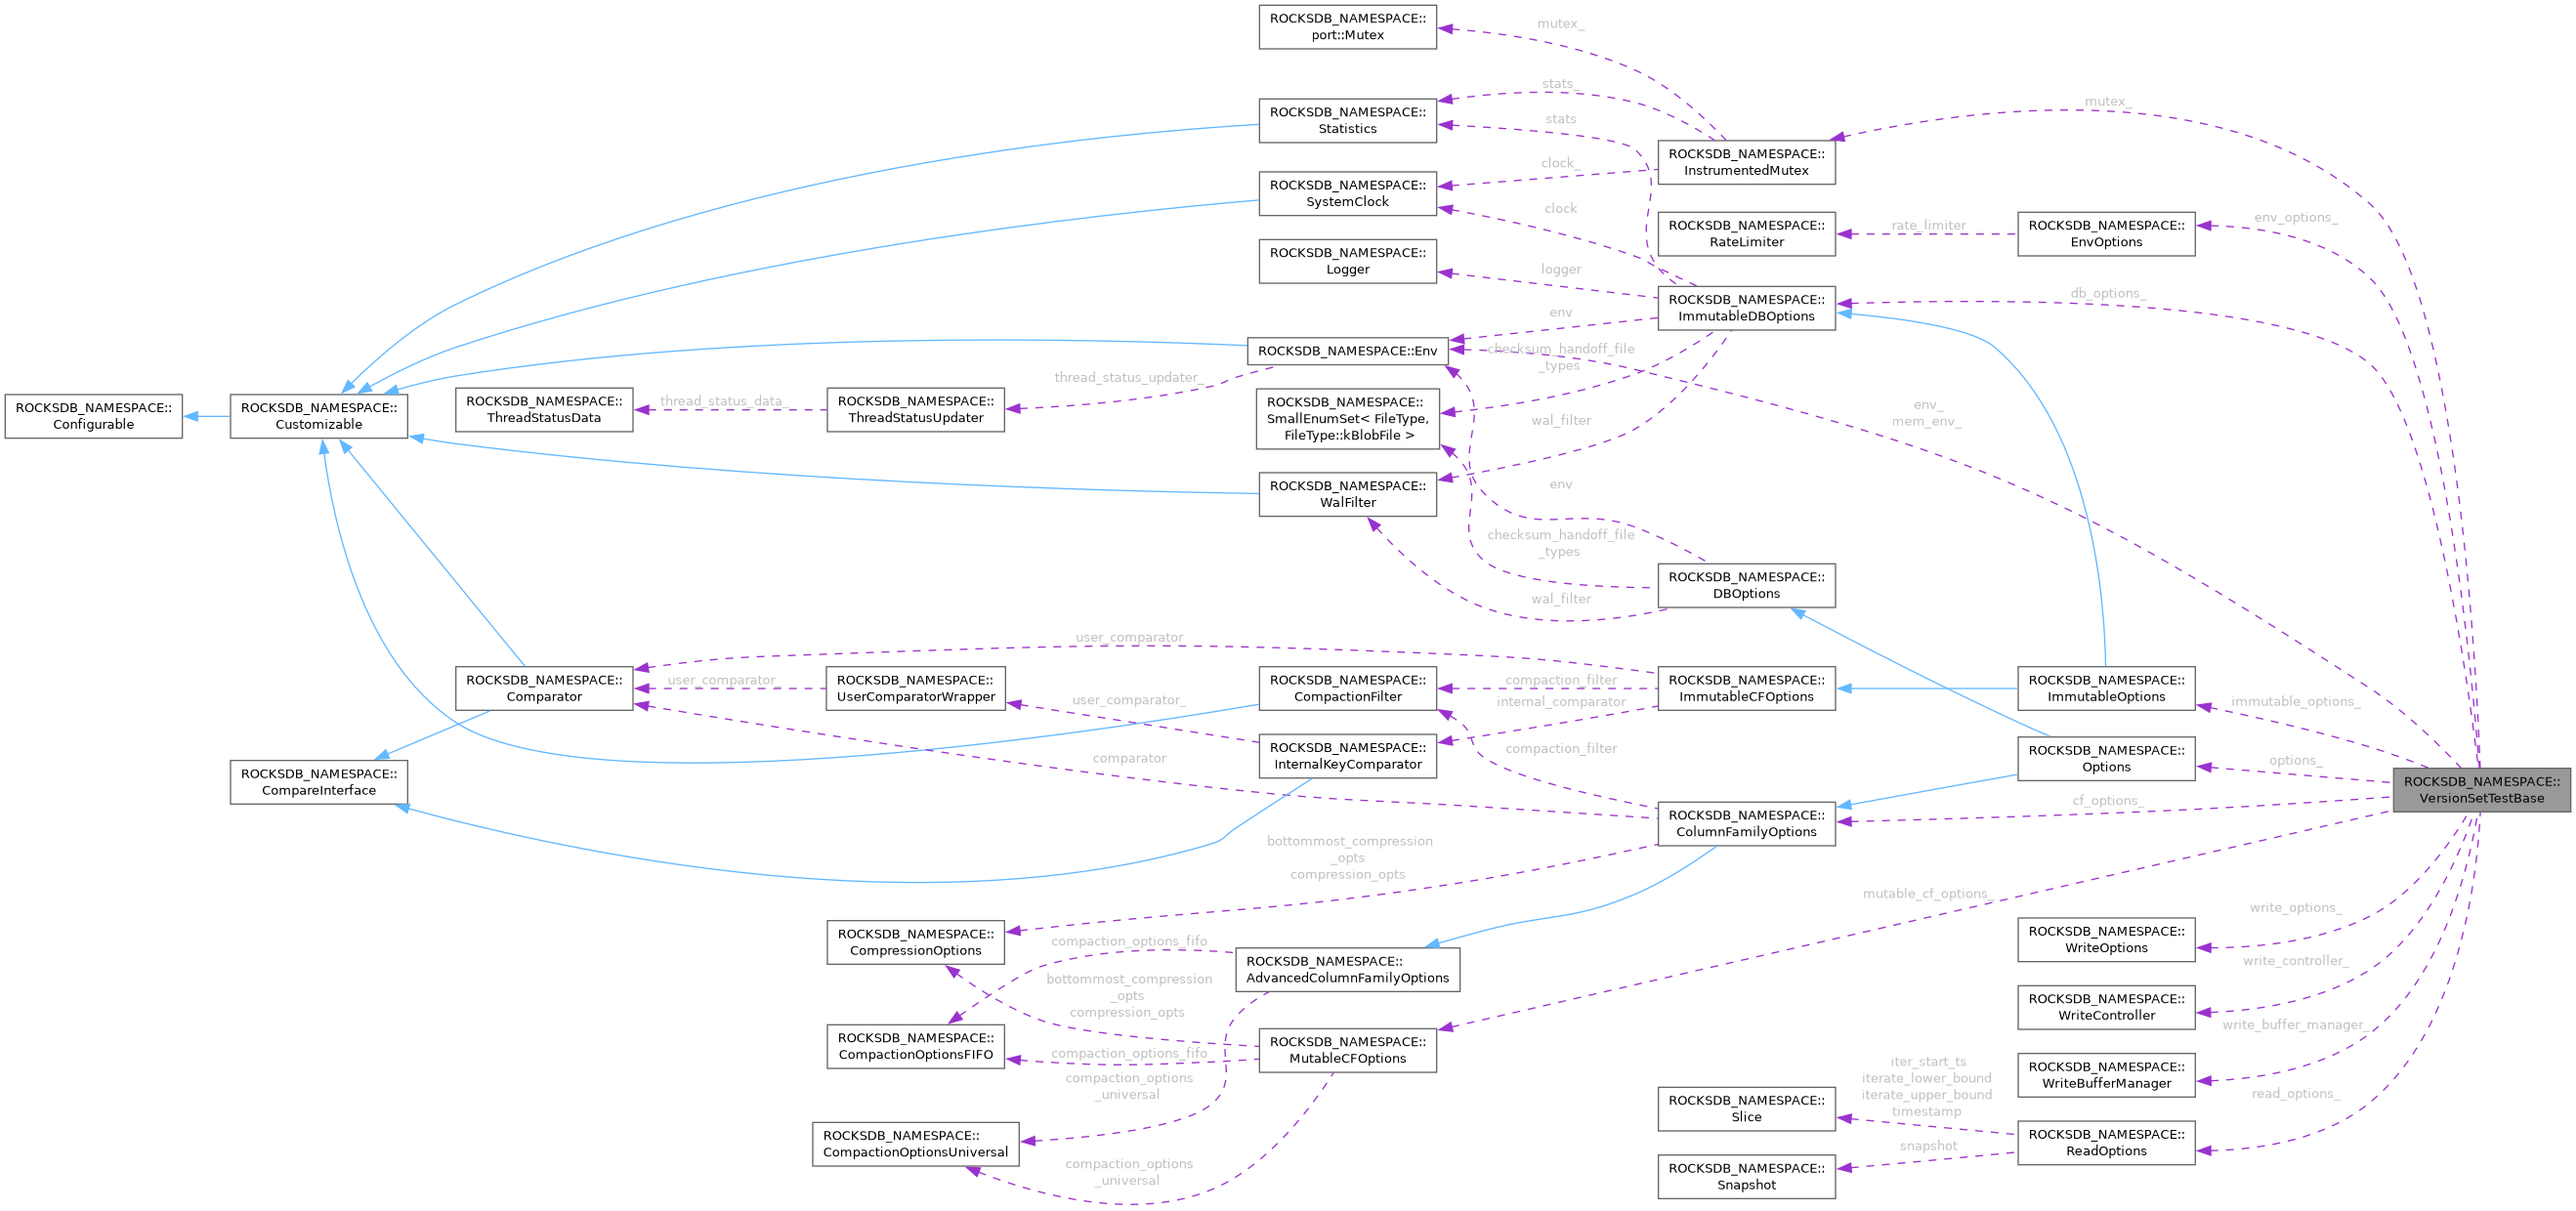 ROCKSDB_NAMESPACE::
port::Mutex
mutex_
stats_
ROCKSDB_NAMESPACE::
Statistics
stats
mutex_
ROCKSDB_NAMESPACE::
InstrumentedMutex
clock_
ROCKSDB_NAMESPACE::
SystemClock
clock
ROCKSDB_NAMESPACE::
RateLimiter
rate_limiter
ROCKSDB_NAMESPACE::
EnvOptions
env_options_
ROCKSDB_NAMESPACE::
Logger
logger
ROCKSDB_NAMESPACE::
ImmutableDBOptions
db_options_
env
ROCKSDB_NAMESPACE::Env
checksum_handoff_file
_types
thread_status_updater_
ROCKSDB_NAMESPACE::
Configurable
ROCKSDB_NAMESPACE::
Customizable
ROCKSDB_NAMESPACE::
ThreadStatusData
thread_status_data_
ROCKSDB_NAMESPACE::
ThreadStatusUpdater
ROCKSDB_NAMESPACE::
SmallEnumSet< FileType,
FileType::kBlobFile >
wal_filter
env_
mem_env_
ROCKSDB_NAMESPACE::
WalFilter
env
checksum_handoff_file
_types
ROCKSDB_NAMESPACE::
DBOptions
wal_filter
user_comparator
ROCKSDB_NAMESPACE::
Comparator
user_comparator_
ROCKSDB_NAMESPACE::
UserComparatorWrapper
user_comparator_
ROCKSDB_NAMESPACE::
CompactionFilter
compaction_filter
internal_comparator
ROCKSDB_NAMESPACE::
ImmutableCFOptions
ROCKSDB_NAMESPACE::
ImmutableOptions
immutable_options_
ROCKSDB_NAMESPACE::
CompareInterface
comparator
ROCKSDB_NAMESPACE::
InternalKeyComparator
compaction_filter
ROCKSDB_NAMESPACE::
Options
options_
ROCKSDB_NAMESPACE::
VersionSetTestBase
ROCKSDB_NAMESPACE::
ColumnFamilyOptions
cf_options_
bottommost_compression
_opts
compression_opts
mutable_cf_options_
ROCKSDB_NAMESPACE::
CompressionOptions
compaction_options_fifo
ROCKSDB_NAMESPACE::
AdvancedColumnFamilyOptions
ROCKSDB_NAMESPACE::
WriteOptions
write_options_
bottommost_compression
_opts
compression_opts
ROCKSDB_NAMESPACE::
WriteController
write_controller_
ROCKSDB_NAMESPACE::
CompactionOptionsFIFO
compaction_options_fifo
ROCKSDB_NAMESPACE::
MutableCFOptions
ROCKSDB_NAMESPACE::
WriteBufferManager
write_buffer_manager_
compaction_options
_universal
ROCKSDB_NAMESPACE::
Slice
iter_start_ts
iterate_lower_bound
iterate_upper_bound
timestamp
read_options_
ROCKSDB_NAMESPACE::
CompactionOptionsUniversal
compaction_options
_universal
ROCKSDB_NAMESPACE::
ReadOptions
snapshot
ROCKSDB_NAMESPACE::
Snapshot